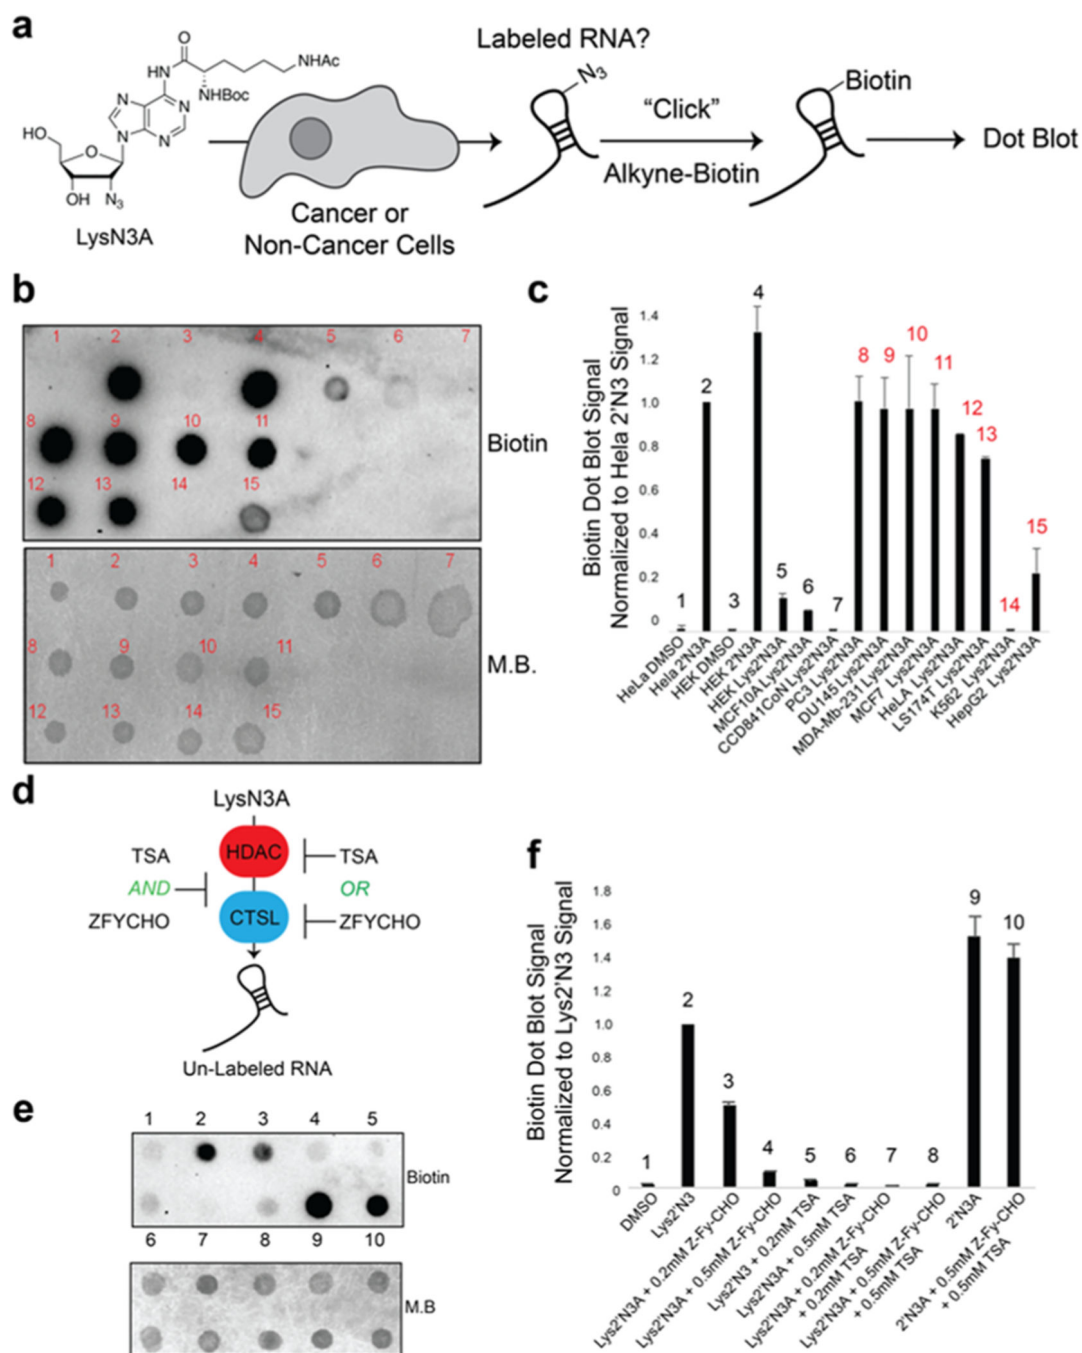 a
O
HN
NHAc
NHBoc
N
N
N
N
HO
O
OH N3
LysN3A
Cancer or
Non-Cancer Cells
Labeled RNA?
N3
“Click”
Alkyne-Biotin
Biotin
Dot Blot
b
1 2 3 4 5 6 7
8 9 10 11
12 13 14 15
Biotin
1 2 3 4 5 6 7
8 9 10 11
12 13 14 15
M.B.
c
Biotin Dot Blot Signal
Normalized to Hela 2'N3 Signal
1.4
1.2
1.0
0.8
0.6
0.4
0.2
0
1 2 3 4 5 6 7 8 9 10 11 12 13 14 15
HeLa DMSO
Hela 2'N3A
HEK DMSO
HEK 2'N3A
HEK Lys2'N3A
MCF10A Lys2'N3A
CCD841CoN Lys2'N3A
PC3 Lys2'N3A
DU145 Lys2'N3A
MDA-Mb-231 Lys2'N3A
MCF7 Lys2'N3A
HeLA Lys2'N3A
LS174T Lys2'N3A
K562 Lys2'N3A
HepG2 Lys2'N3A
d
LysN3A
HDAC
CTSL
TSA
AND
ZFYCHO
TSA
OR
ZFYCHO
Un-Labeled RNA
e
1 2 3 4 5
Biotin
6 7 8 9 10
M.B
f
Biotin Dot Blot Signal
Normalized to Lys2'N3 Signal
1.8
1.6
1.4
1.2
1.0
0.8
0.6
0.4
0.2
0
1 2 3 4 5 6 7 8 9 10
DMSO
Lys2'N3
Lys2'N3A + 0.2mM Z-Fy-CHO
Lys2'N3A + 0.5mM Z-Fy-CHO
Lys2'N3 + 0.2mM TSA
Lys2'N3A + 0.5mM TSA
Lys2'N3A + 0.2mM Z-Fy-CHO
+ 0.2mM TSA
Lys2'N3A + 0.5mM Z-Fy-CHO
+ 0.5mM TSA
2'N3A
2'N3A + 0.5mM Z-Fy-CHO
+ 0.5mM TSA